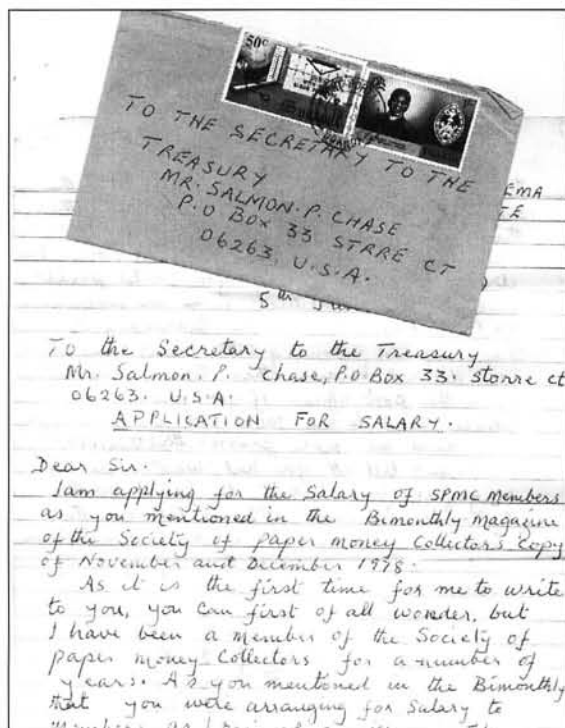 50c
TO THE SECRETARY TO THE
TREASURY
MR. SALMON. P. CHASE
P.O BOX 33 STRRE CT
06263, U.S.A.
EMA
TE
5th
To the Secretary to the Treasury
Mr. Salmon. P. Chase, P.O Box 33. Storre ct
06263. U.S.A.
APPLICATION FOR SALARY.
Dear Sir.
I am applying for the Salary of SPMC Members
as you mentioned in the Bimonthly Magazine
of the Society of paper money Collectors Copy
of November and December 1978.
As it is the first time for me to write
to you, you can first of all wonder, but
I have been a member of the Society of
paper money Collectors for a number of
years. As you mentioned in the Bimonthly
that you were arranging for Salary to